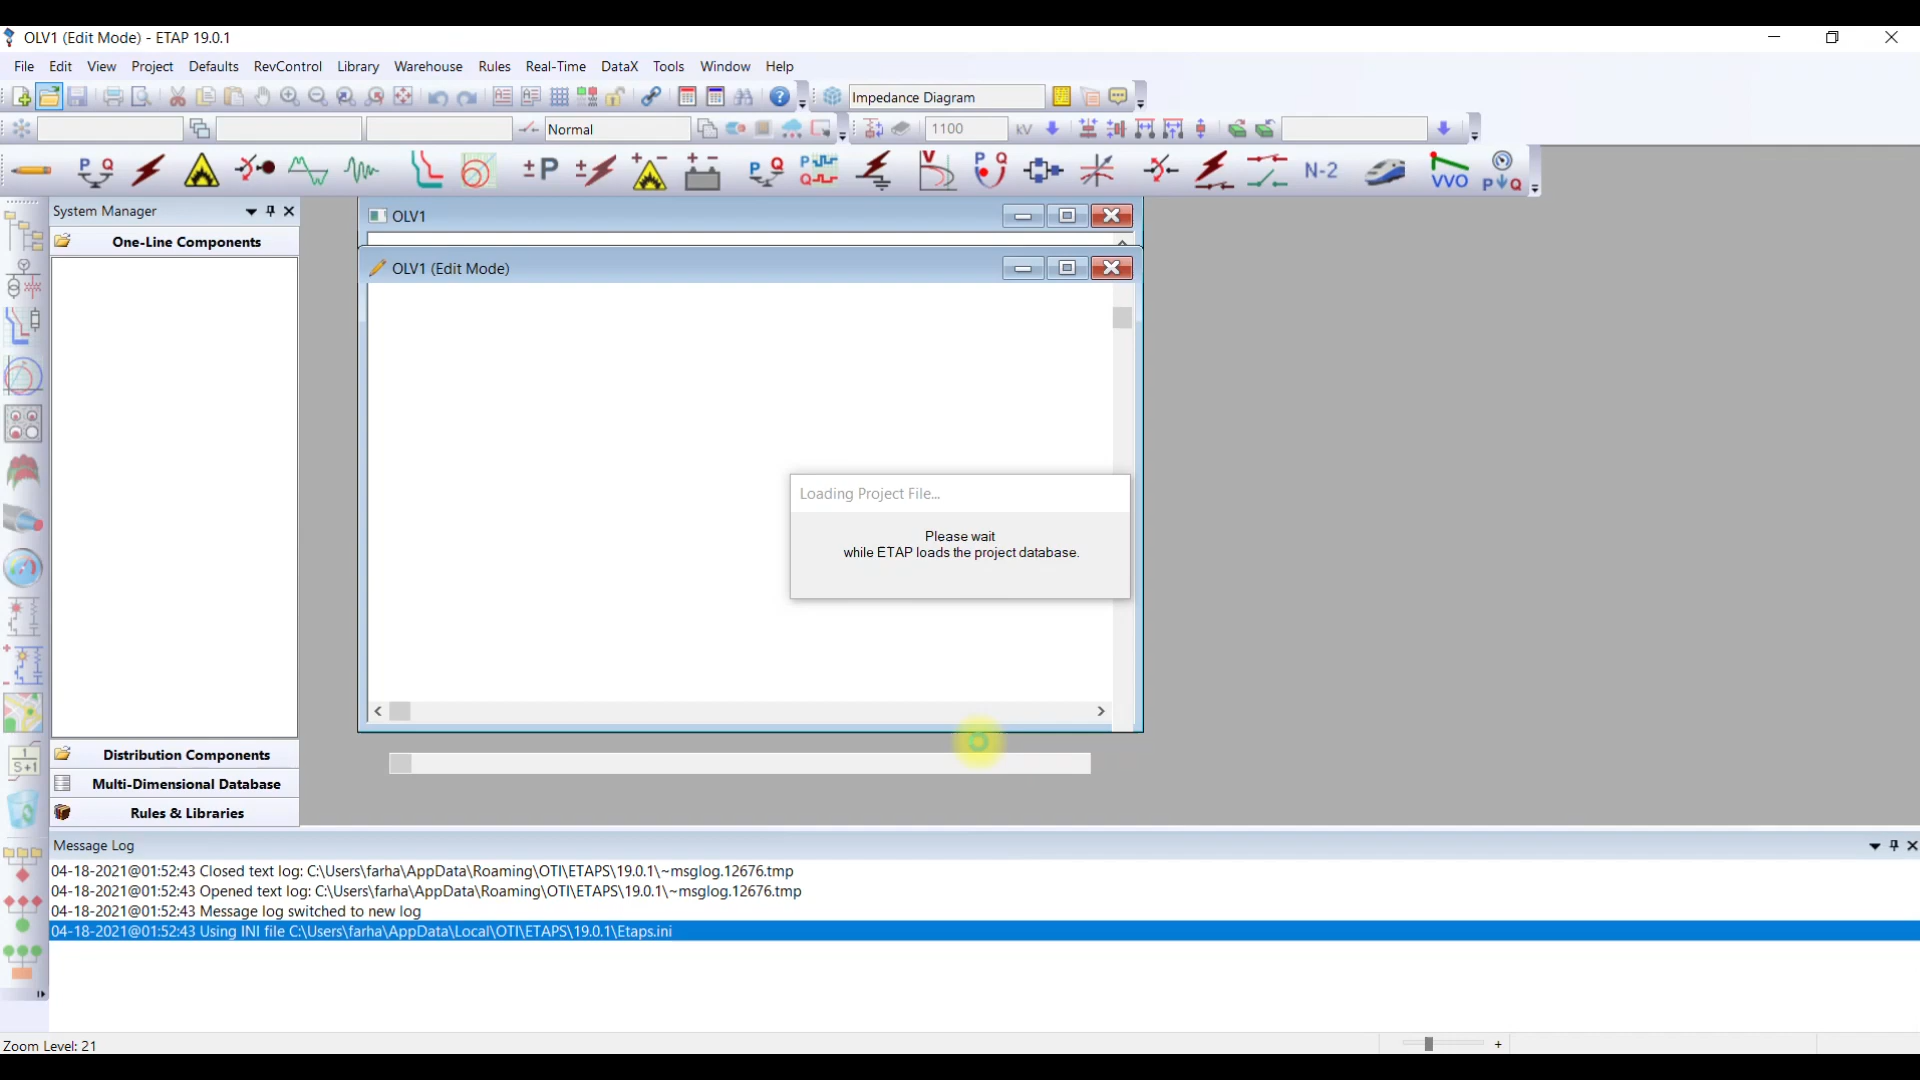 OLV1 (Edit Mode) - ETAP 19.0.1
File Edit View Project Defaults RevControl Library Warehouse Rules Real-Time DataX Tools Window Help
Impedance Diagram
Normal
1100 kV
P Q
± P
P Q
P Q
V
P Q
N-2
VVO
P Q
System Manager
One-Line Components
OLV1
OLV1 (Edit Mode)
Loading Project File...
Please wait
while ETAP loads the project database.
1
S+1
Distribution Components
Multi-Dimensional Database
Rules & Libraries
Message Log
04-18-2021@01:52:43 Closed text log: C:\Users\farha\AppData\Roaming\OTI\ETAPS\19.0.1\~msglog.12676.tmp
04-18-2021@01:52:43 Opened text log: C:\Users\farha\AppData\Roaming\OTI\ETAPS\19.0.1\~msglog.12676.tmp
04-18-2021@01:52:43 Message log switched to new log
04-18-2021@01:52:43 Using INI file C:\Users\farha\AppData\Local\OTI\ETAPS\19.0.1\Etaps.ini
Zoom Level: 21